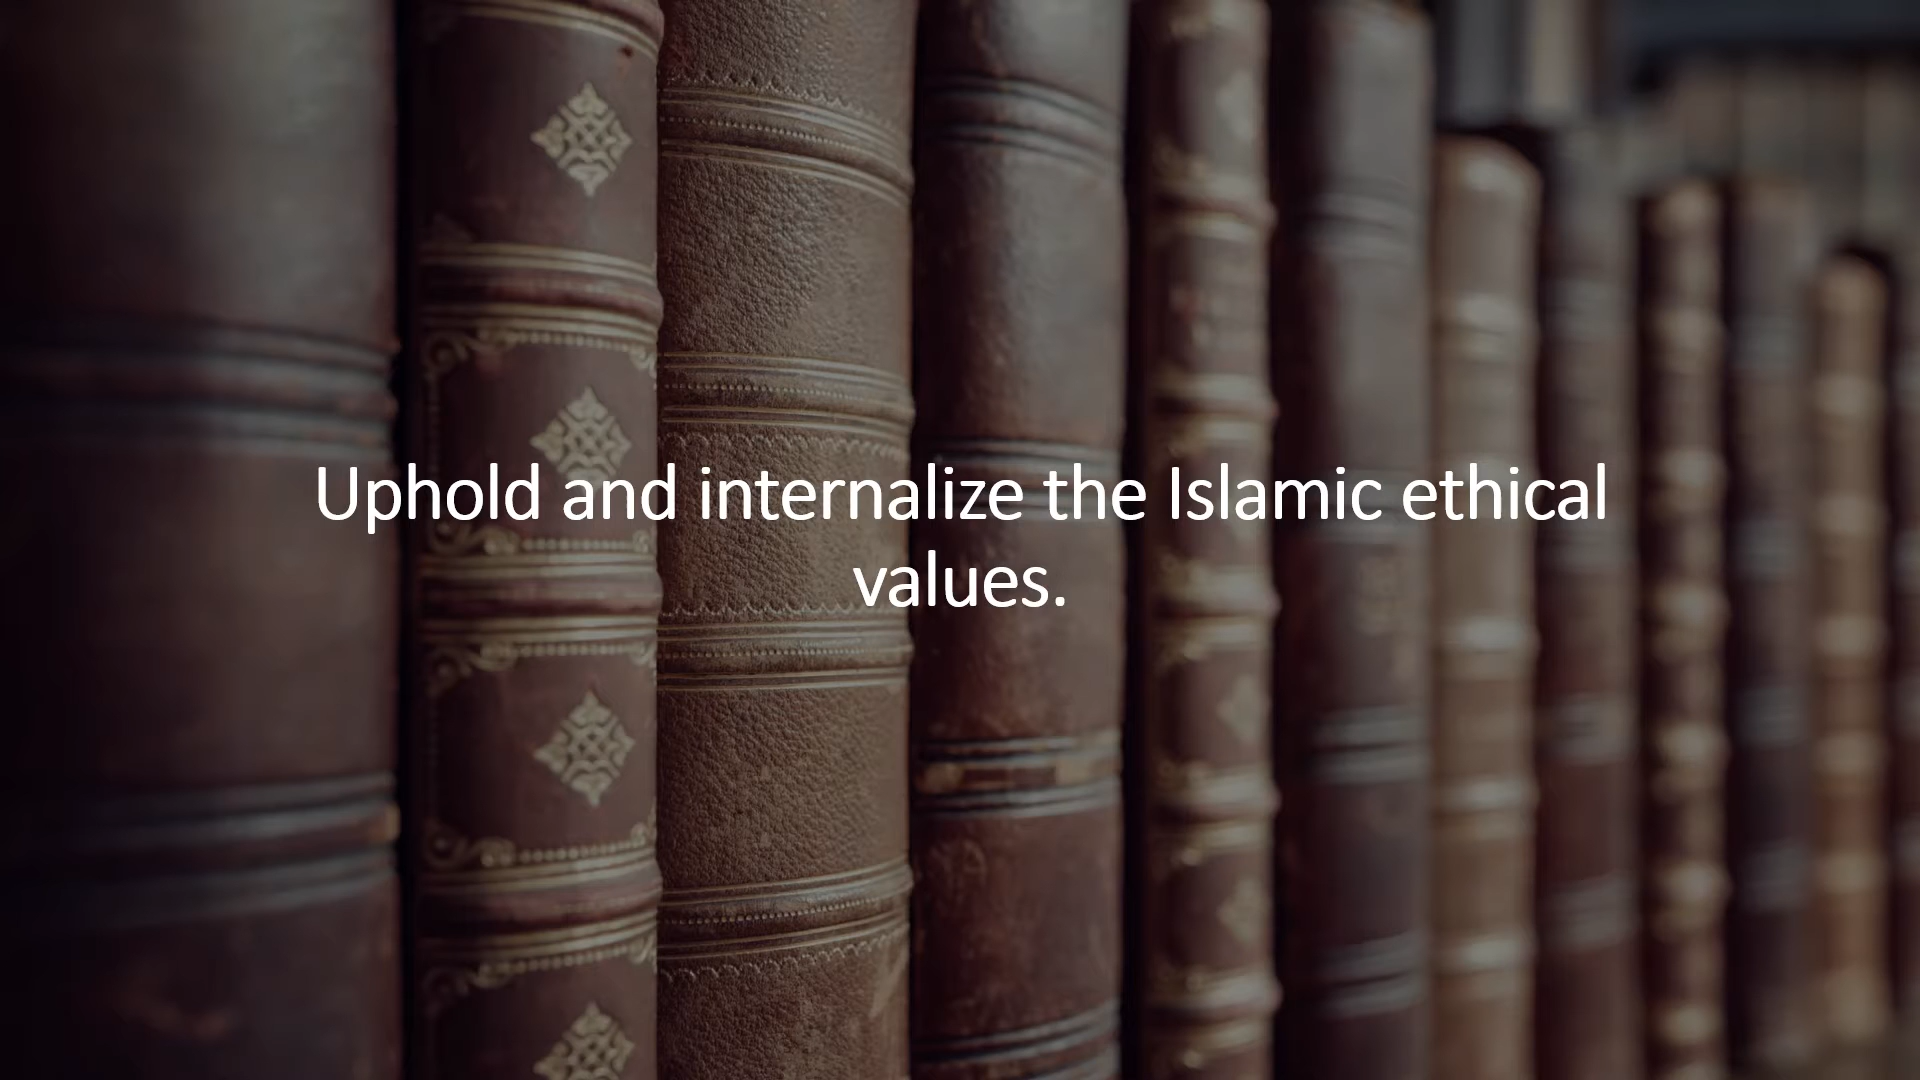 Uphold and internalize the Islamic ethical
values.